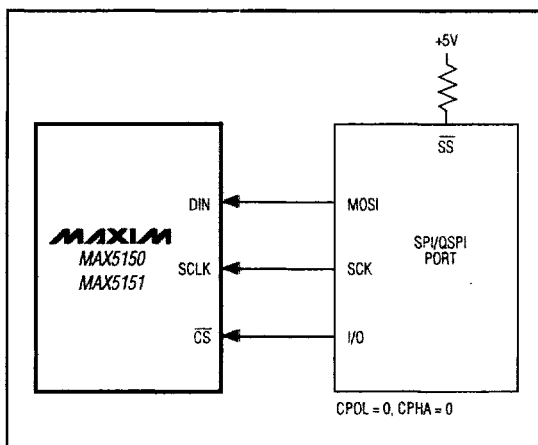 +5V
SS
DIN
MOSI
MAXIM
MAX5150
MAX5151
SPI/QSPI
PORT
SCLK
SCK
CS
I/O
CPOL = 0, CPHA = 0